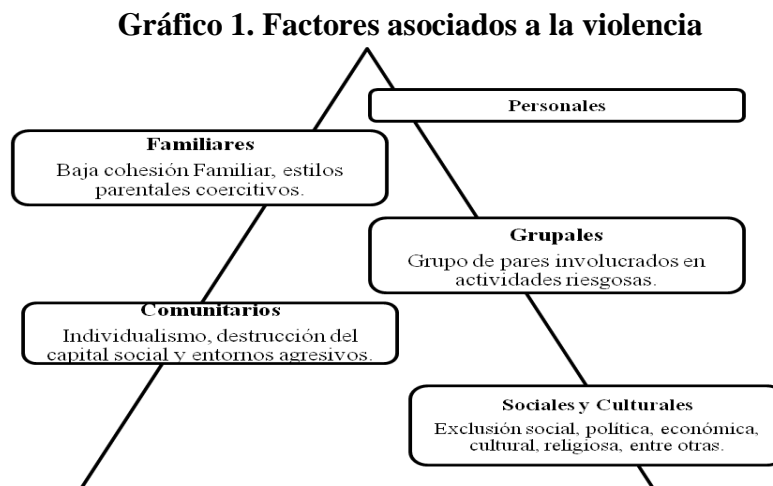 Gráfico 1. Factores asociados a la violencia
Personales
Familiares
Baja cohesión Familiar, estilos
parentales coercitivos.
Grupales
Grupo de pares involucrados en
actividades riesgosas.
Comunitarios
Individualismo, destrucción del
capital social y entornos agresivos.
Sociales y Culturales
Exclusión social, política, económica,
cultural, religiosa, entre otras.